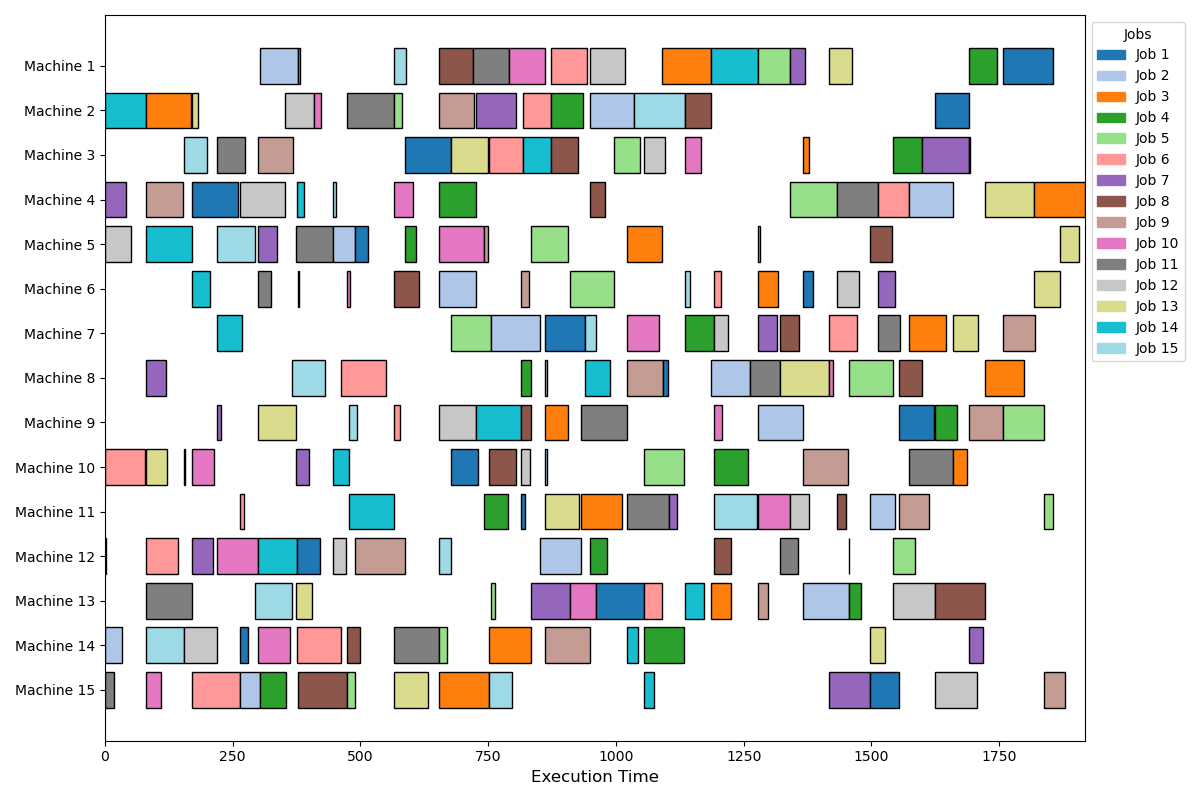 Machine 1
Machine 2
Machine 3
Machine 4
Machine 5
Machine 6
Machine 7
Machine 8
Machine 9
Machine 10
Machine 11
Machine 12
Machine 13
Machine 14
Machine 15
0 250 500 750 1000 1250 1500 1750
Execution Time
Jobs
Job 1
Job 2
Job 3
Job 4
Job 5
Job 6
Job 7
Job 8
Job 9
Job 10
Job 11
Job 12
Job 13
Job 14
Job 15